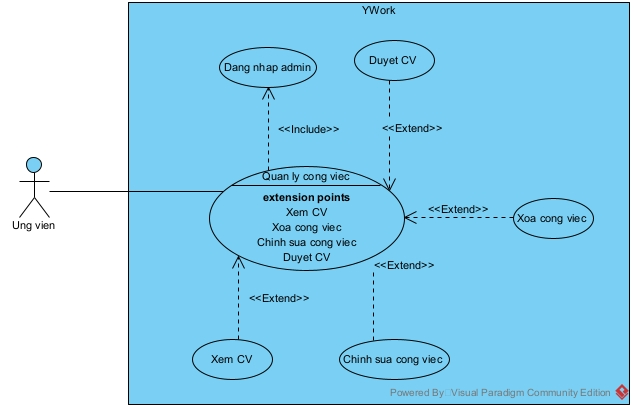 YWork
Dang nhap admin
Duyet CV
<<Include>>
<<Extend>>
Quan ly cong viec
extension points
Xem CV
Xoa cong viec
Chinh sua cong viec
Duyet CV
<<Extend>>
Xoa cong viec
Ung vien
<<Extend>>
<<Extend>>
Xem CV
Chinh sua cong viec
Powered By: Visual Paradigm Community Edition